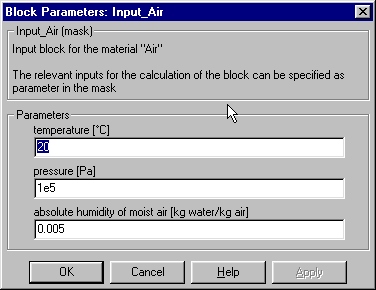 Block Parameters: Input_Air
Input_Air (mask)
Input block for the material "Air"
The relevant inputs for the calculation of the block can be specified as
parameter in the mask
Parameters
temperature [°C]
20
pressure [Pa]
1e5
absolute humidity of moist air [kg water/kg air]
0.005
OK Cancel Help Apply